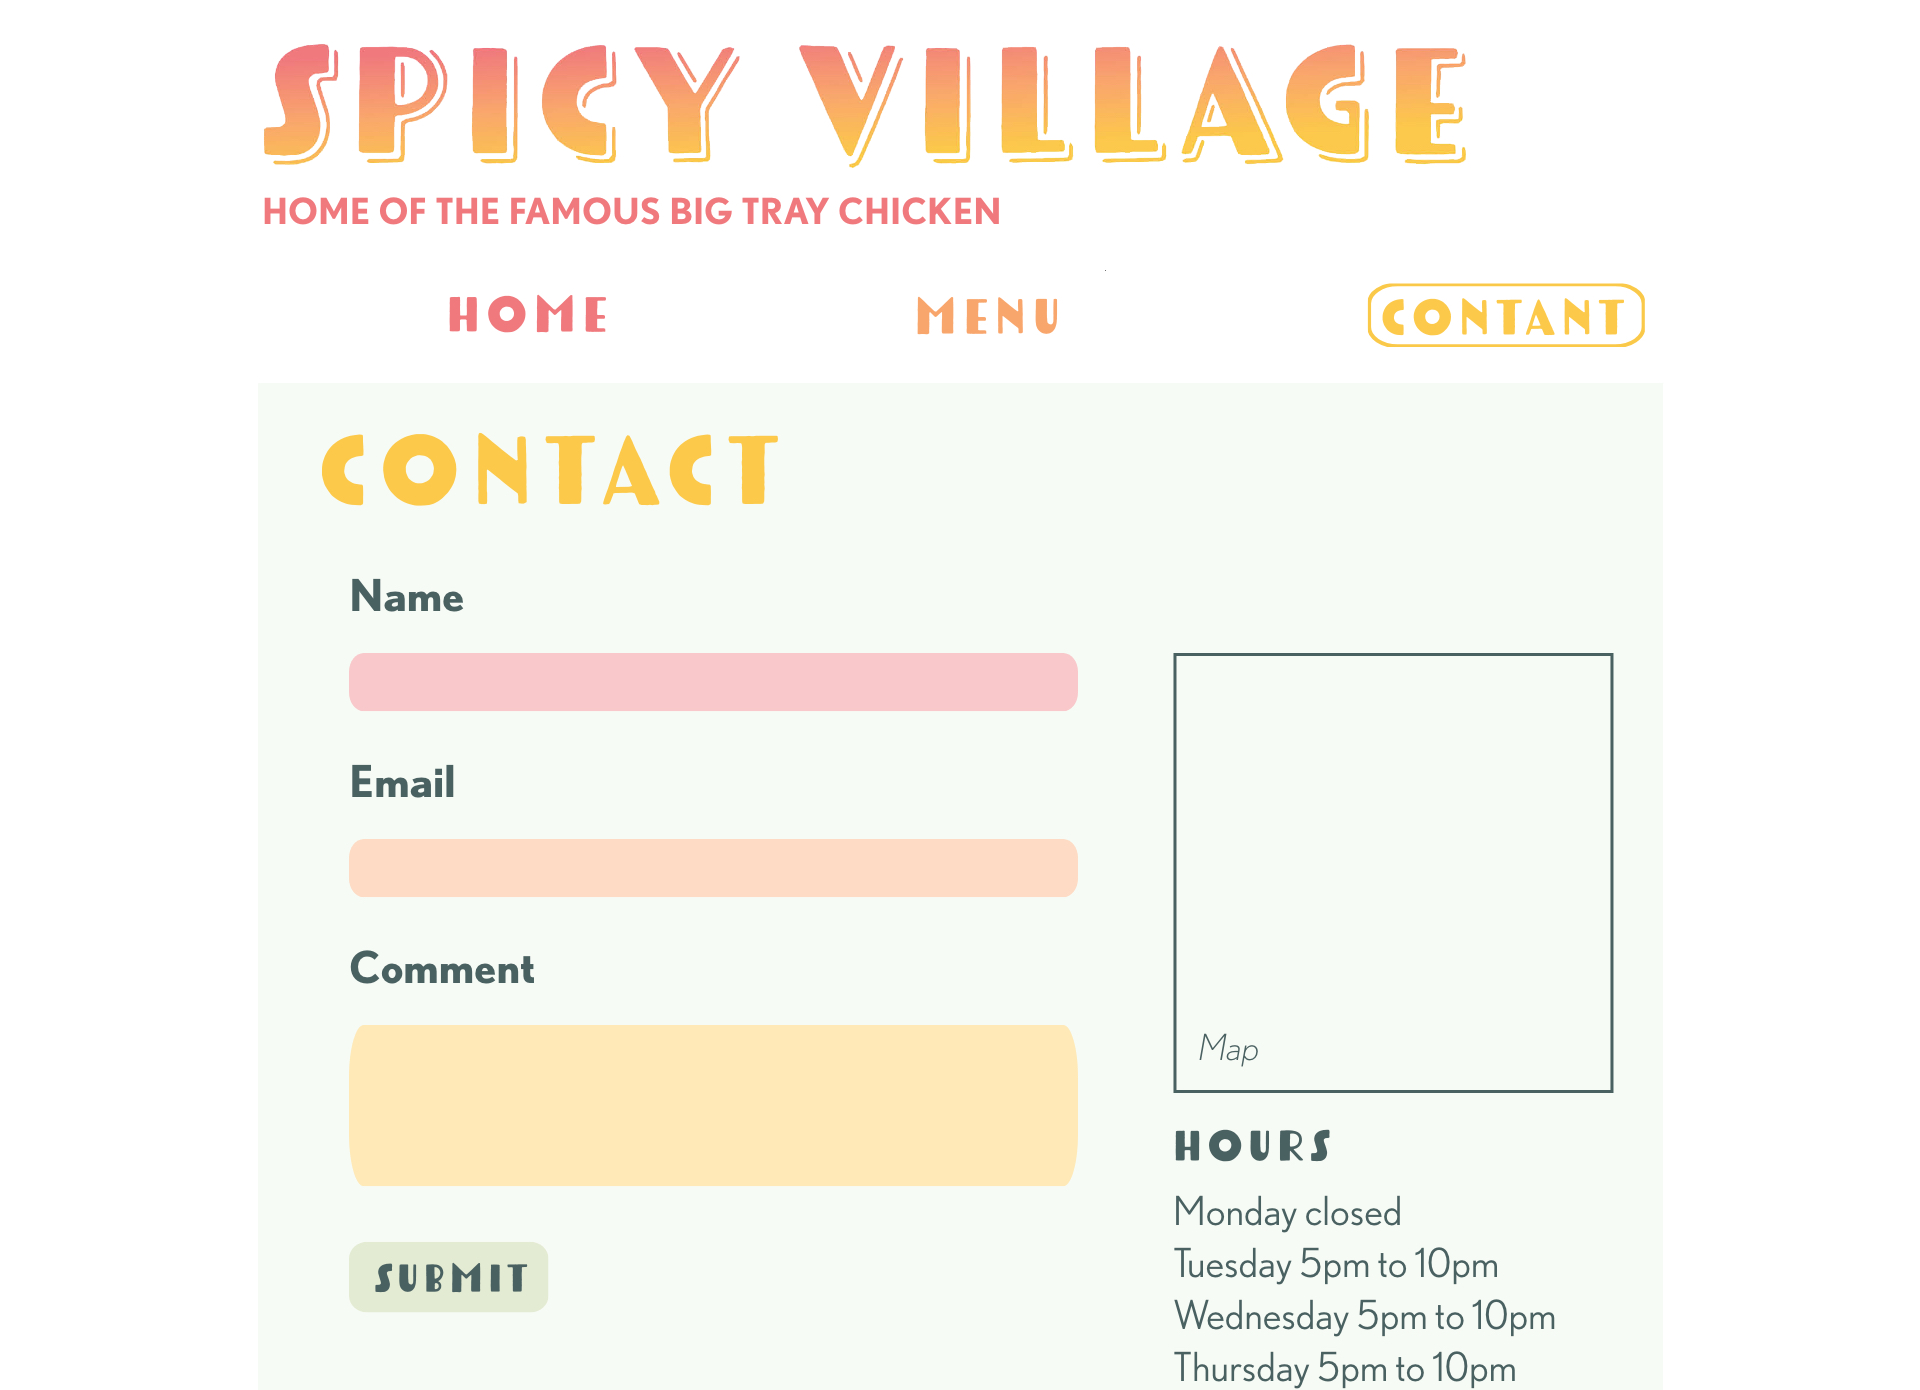 SPICY VILLAGE
HOME OF THE FAMOUS BIG TRAY CHICKEN
HOME
MENU
CONTANT
CONTACT
Name
Email
Comment
SUBMIT
Map
HOURS
Monday closed
Tuesday 5pm to 10pm
Wednesday 5pm to 10pm
Thursday 5pm to 10pm